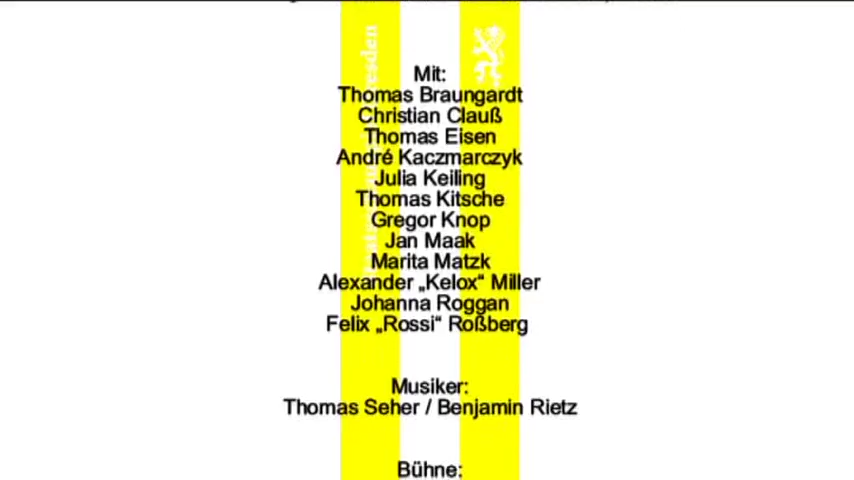 Mit:
Thomas Braungardt
Christian Clauß
Thomas Eisen
André Kaczmarczyk
Julia Keiling
Thomas Kitsche
Gregor Knop
Jan Maak
Marita Matzk
Alexander „Kelox“ Miller
Johanna Roggan
Felix „Rossi“ Roßberg
Musiker:
Thomas Seher / Benjamin Rietz
Bühne: